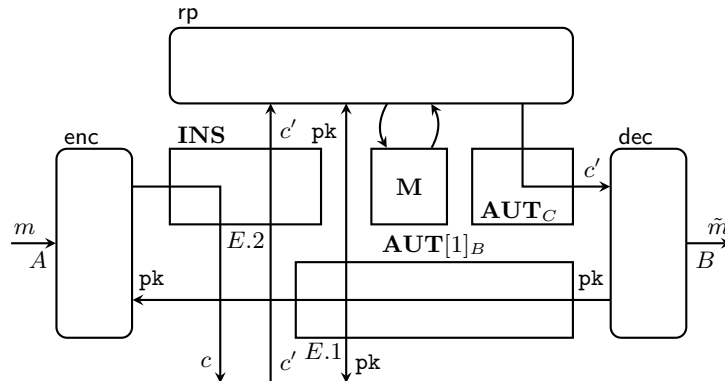 rp
enc
INS
c′
pk
M
AUT_C
c′
dec
m
A
E.2
AUT[1]_B
m̃
B
pk
pk
c
c′
E.1
pk